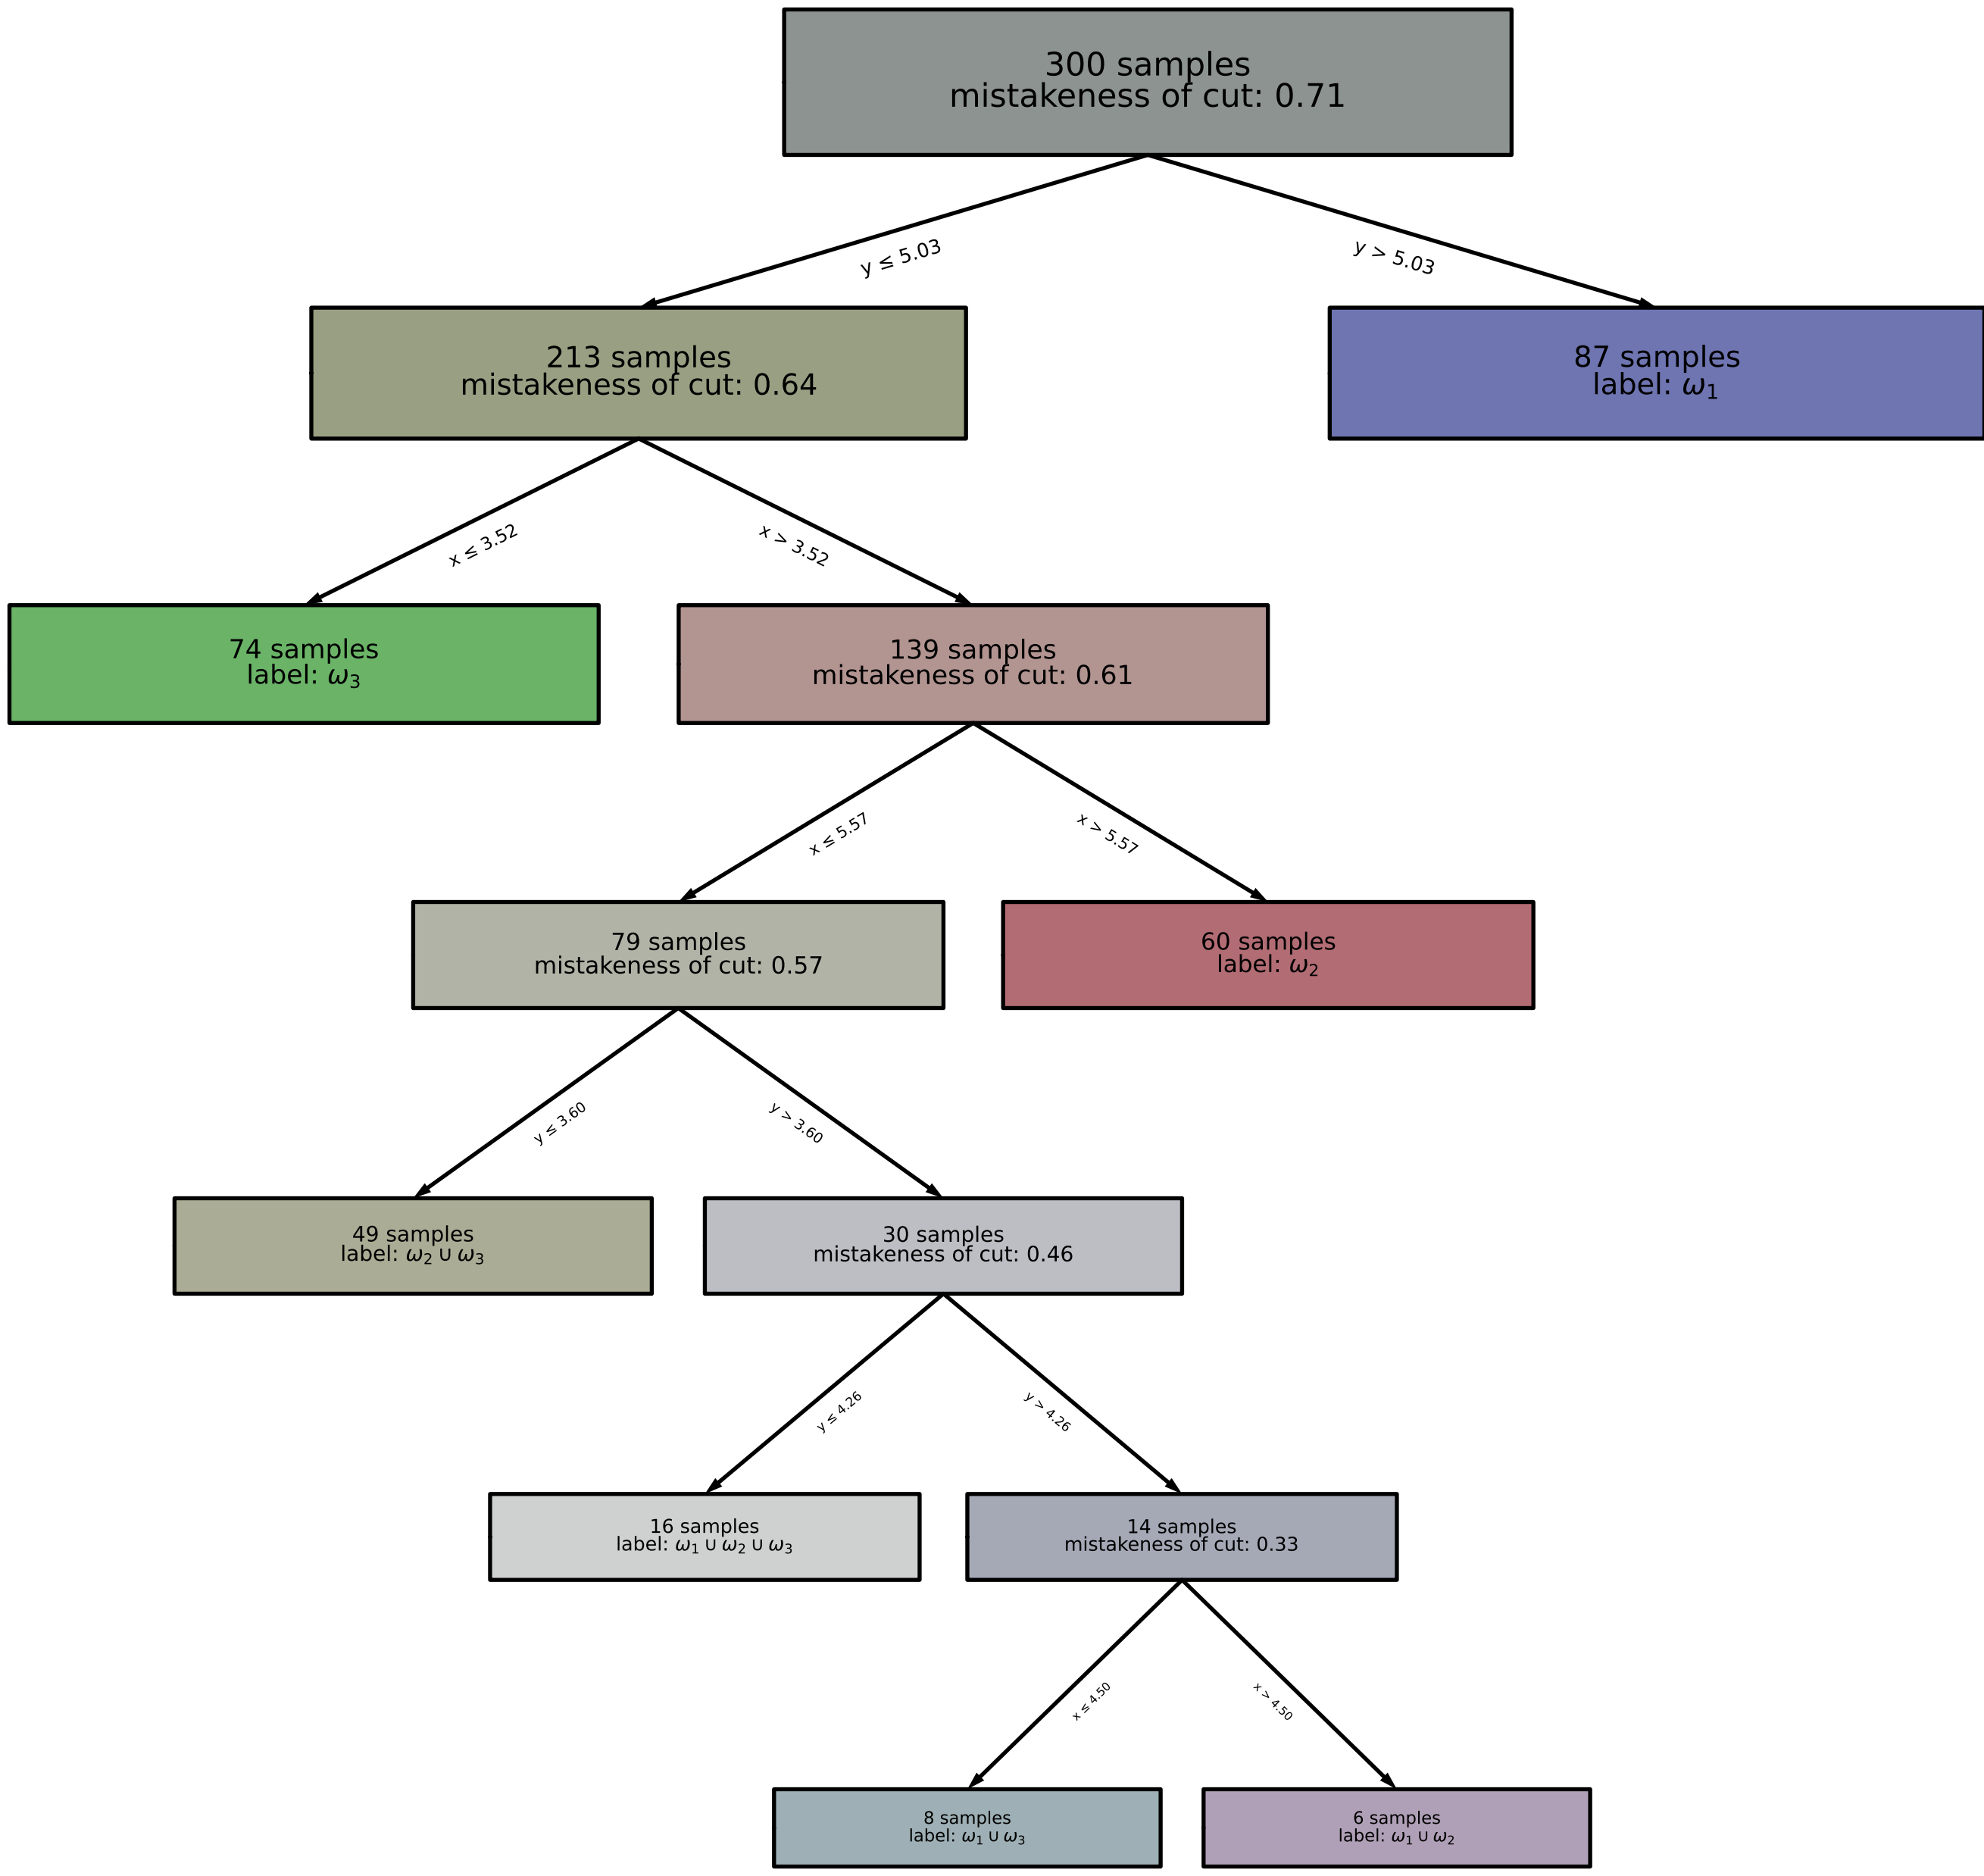 300 samples
mistakeness of cut: 0.71
y ≤ 5.03
y > 5.03
213 samples
mistakeness of cut: 0.64
87 samples
label: ω₁
x ≤ 3.52
x > 3.52
74 samples
label: ω₃
139 samples
mistakeness of cut: 0.61
x ≤ 5.57
x > 5.57
79 samples
mistakeness of cut: 0.57
60 samples
label: ω₂
y ≤ 3.60
y > 3.60
49 samples
label: ω₂ ∪ ω₃
30 samples
mistakeness of cut: 0.46
y ≤ 4.26
y > 4.26
16 samples
label: ω₁ ∪ ω₂ ∪ ω₃
14 samples
mistakeness of cut: 0.33
x ≤ 4.50
x > 4.50
8 samples
label: ω₁ ∪ ω₃
6 samples
label: ω₁ ∪ ω₂